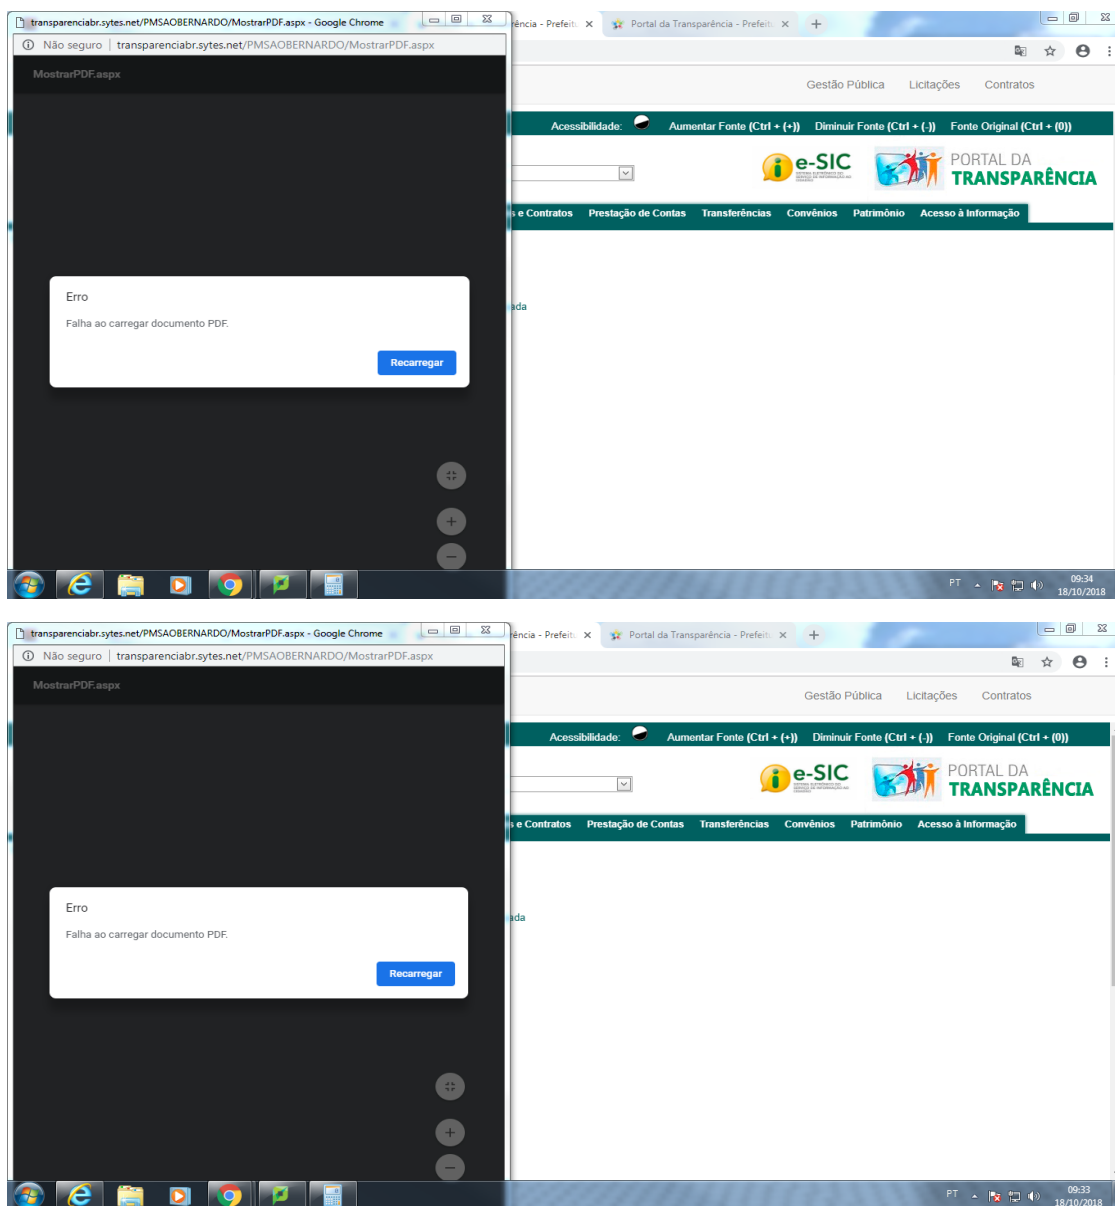 transparenciabr.sytes.net/PMSAOBERNARDO/MostrarPDF.aspx - Google Chrome
rência - Prefeitu
Portal da Transparência - Prefeitu
Não seguro | transparenciabr.sytes.net/PMSAOBERNARDO/MostrarPDF.aspx
MostrarPDF.aspx
Gestão Pública Licitações Contratos
Acessibilidade: Aumentar Fonte (Ctrl + (+)) Diminuir Fonte (Ctrl + (-)) Fonte Original (Ctrl + (0))
e-SIC
PORTAL DA
TRANSPARÊNCIA
s e Contratos Prestação de Contas Transferências Convênios Patrimônio Acesso à Informação
Erro
ada
Falha ao carregar documento PDF.
Recarregar
PT
09:34
18/10/2018
transparenciabr.sytes.net/PMSAOBERNARDO/MostrarPDF.aspx - Google Chrome
rência - Prefeitu
Portal da Transparência - Prefeitu
Não seguro | transparenciabr.sytes.net/PMSAOBERNARDO/MostrarPDF.aspx
MostrarPDF.aspx
Gestão Pública Licitações Contratos
Acessibilidade: Aumentar Fonte (Ctrl + (+)) Diminuir Fonte (Ctrl + (-)) Fonte Original (Ctrl + (0))
e-SIC
PORTAL DA
TRANSPARÊNCIA
s e Contratos Prestação de Contas Transferências Convênios Patrimônio Acesso à Informação
Erro
ada
Falha ao carregar documento PDF.
Recarregar
PT
09:33
18/10/2018